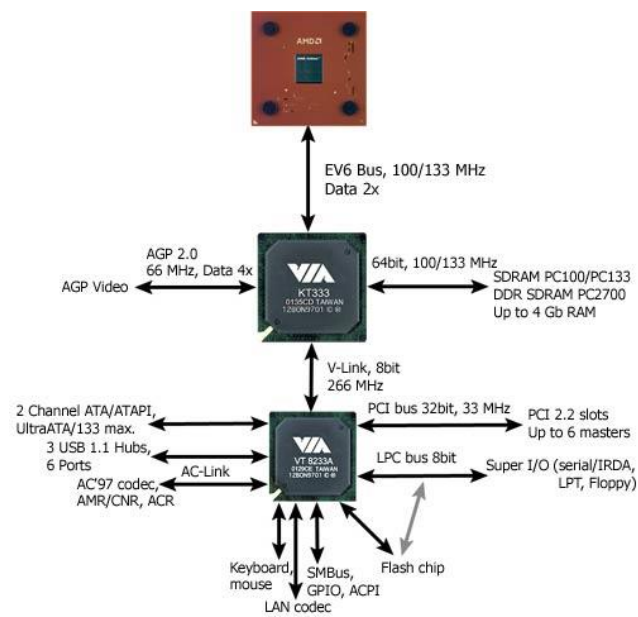 AMD
EV6 Bus, 100/133 MHz
Data 2x
AGP 2.0
66 MHz, Data 4x
AGP Video
VIA
KT333
0135CD TAIWAN
64bit, 100/133 MHz
SDRAM PC100/PC133
DDR SDRAM PC2700
Up to 4 Gb RAM
V-Link, 8bit
266 MHz
2 Channel ATA/ATAPI,
UltraATA/133 max.
3 USB 1.1 Hubs,
6 Ports
AC-Link
AC'97 codec,
AMR/CNR, ACR
VIA
VT 8233A
TAIWAN
PCI bus 32bit, 33 MHz
PCI 2.2 slots
Up to 6 masters
LPC bus 8bit
Super I/O (serial/IRDA,
LPT, Floppy)
Keyboard,
mouse
LAN codec
SMBus,
GPIO, ACPI
Flash chip